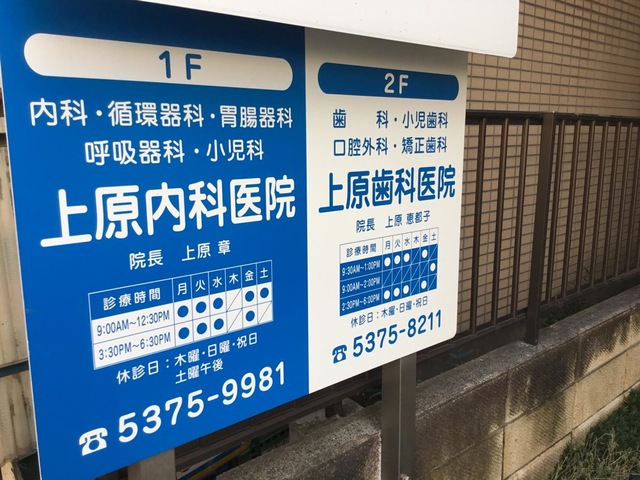 1F
内科・循環器科・胃腸器科
呼吸器科・小児科
上原内科医院
院長 上原 章
診療時間 月 火 水 木 金 土
9:00AM〜12:30PM ● ● ● ／ ● ●
3:30PM〜6:30PM ● ● ● ／ ● ／
休診日：木曜・日曜・祝日
土曜午後
☎5375-9981
2F
歯 科・小児歯科
口腔外科・矯正歯科
上原歯科医院
院長 上原 恵都子
診療時間 月 火 水 木 金 土
9:30AM〜1:00PM ● ● ● ／ ● ／
9:00AM〜2:00PM ／ ／ ／ ／ ／ ●
2:30PM〜6:00PM ● ● ● ／ ● ／
休診日：木曜・日曜・祝日
☎5375-8211